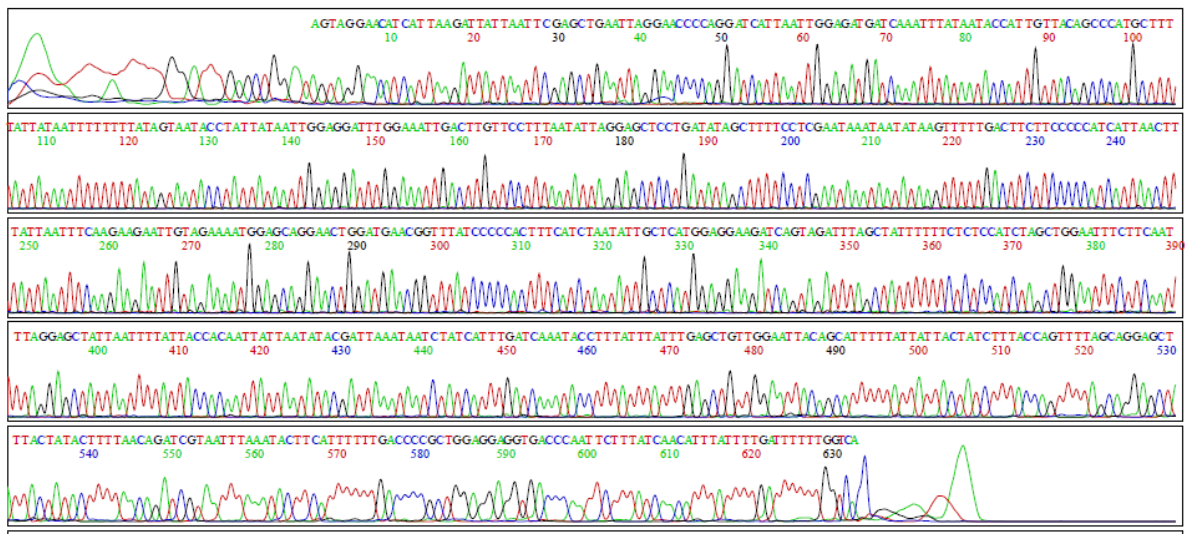 AGTAGGAACATCATTAAGATTATTAATTCGAGCTGAATTAGGAACCCCAGGATCATTAATTGGAGATGATCAAATTTATAATACCATTGTTACAGCCCATGCTTT
10 20 30 40 50 60 70 80 90 100
TATTATAATTTTTTTTATAGTAATACCTATTATAATTGGAGGATTTGGAAATTGACTTGTTCCTTTAATATTAGGAGCTCCTGATATAGCTTTTCCTCGAATAAATAATATAAGTTTTTGACTTCTTCCCCCATCATTAACTT
110 120 130 140 150 160 170 180 190 200 210 220 230 240
TATTAATTTCAAGAAGAATTGTAGAAAATGGAGCAGGAACTGGATGAACGGTTTATCCCCCACTTTCATCTAATATTGCTCATGGAGGAAGATCAGTAGATTTAGCTATTTTTTCTCTCCATCTAGCTGGAATTTCTTCAAT
250 260 270 280 290 300 310 320 330 340 350 360 370 380 390
TTAGGAGCTATTAATTTTATTACCACAATTATTAATATACGATTAAATAATCTATCATTTGATCAAATACCTTTATTTATTTGAGCTGTTGGAATTACAGCATTTTTATTATTACTATCTTTACCAGTTTTAGCAGGAGCT
400 410 420 430 440 450 460 470 480 490 500 510 520 530
TTACTATACTTTTAACAGATCGTAATTTAAATACTTCATTTTTTGACCCCGCTGGAGGAGGTGACCCAATTCTTTATCAACATTTATTTTGATTTTTTGGTCA
540 550 560 570 580 590 600 610 620 630